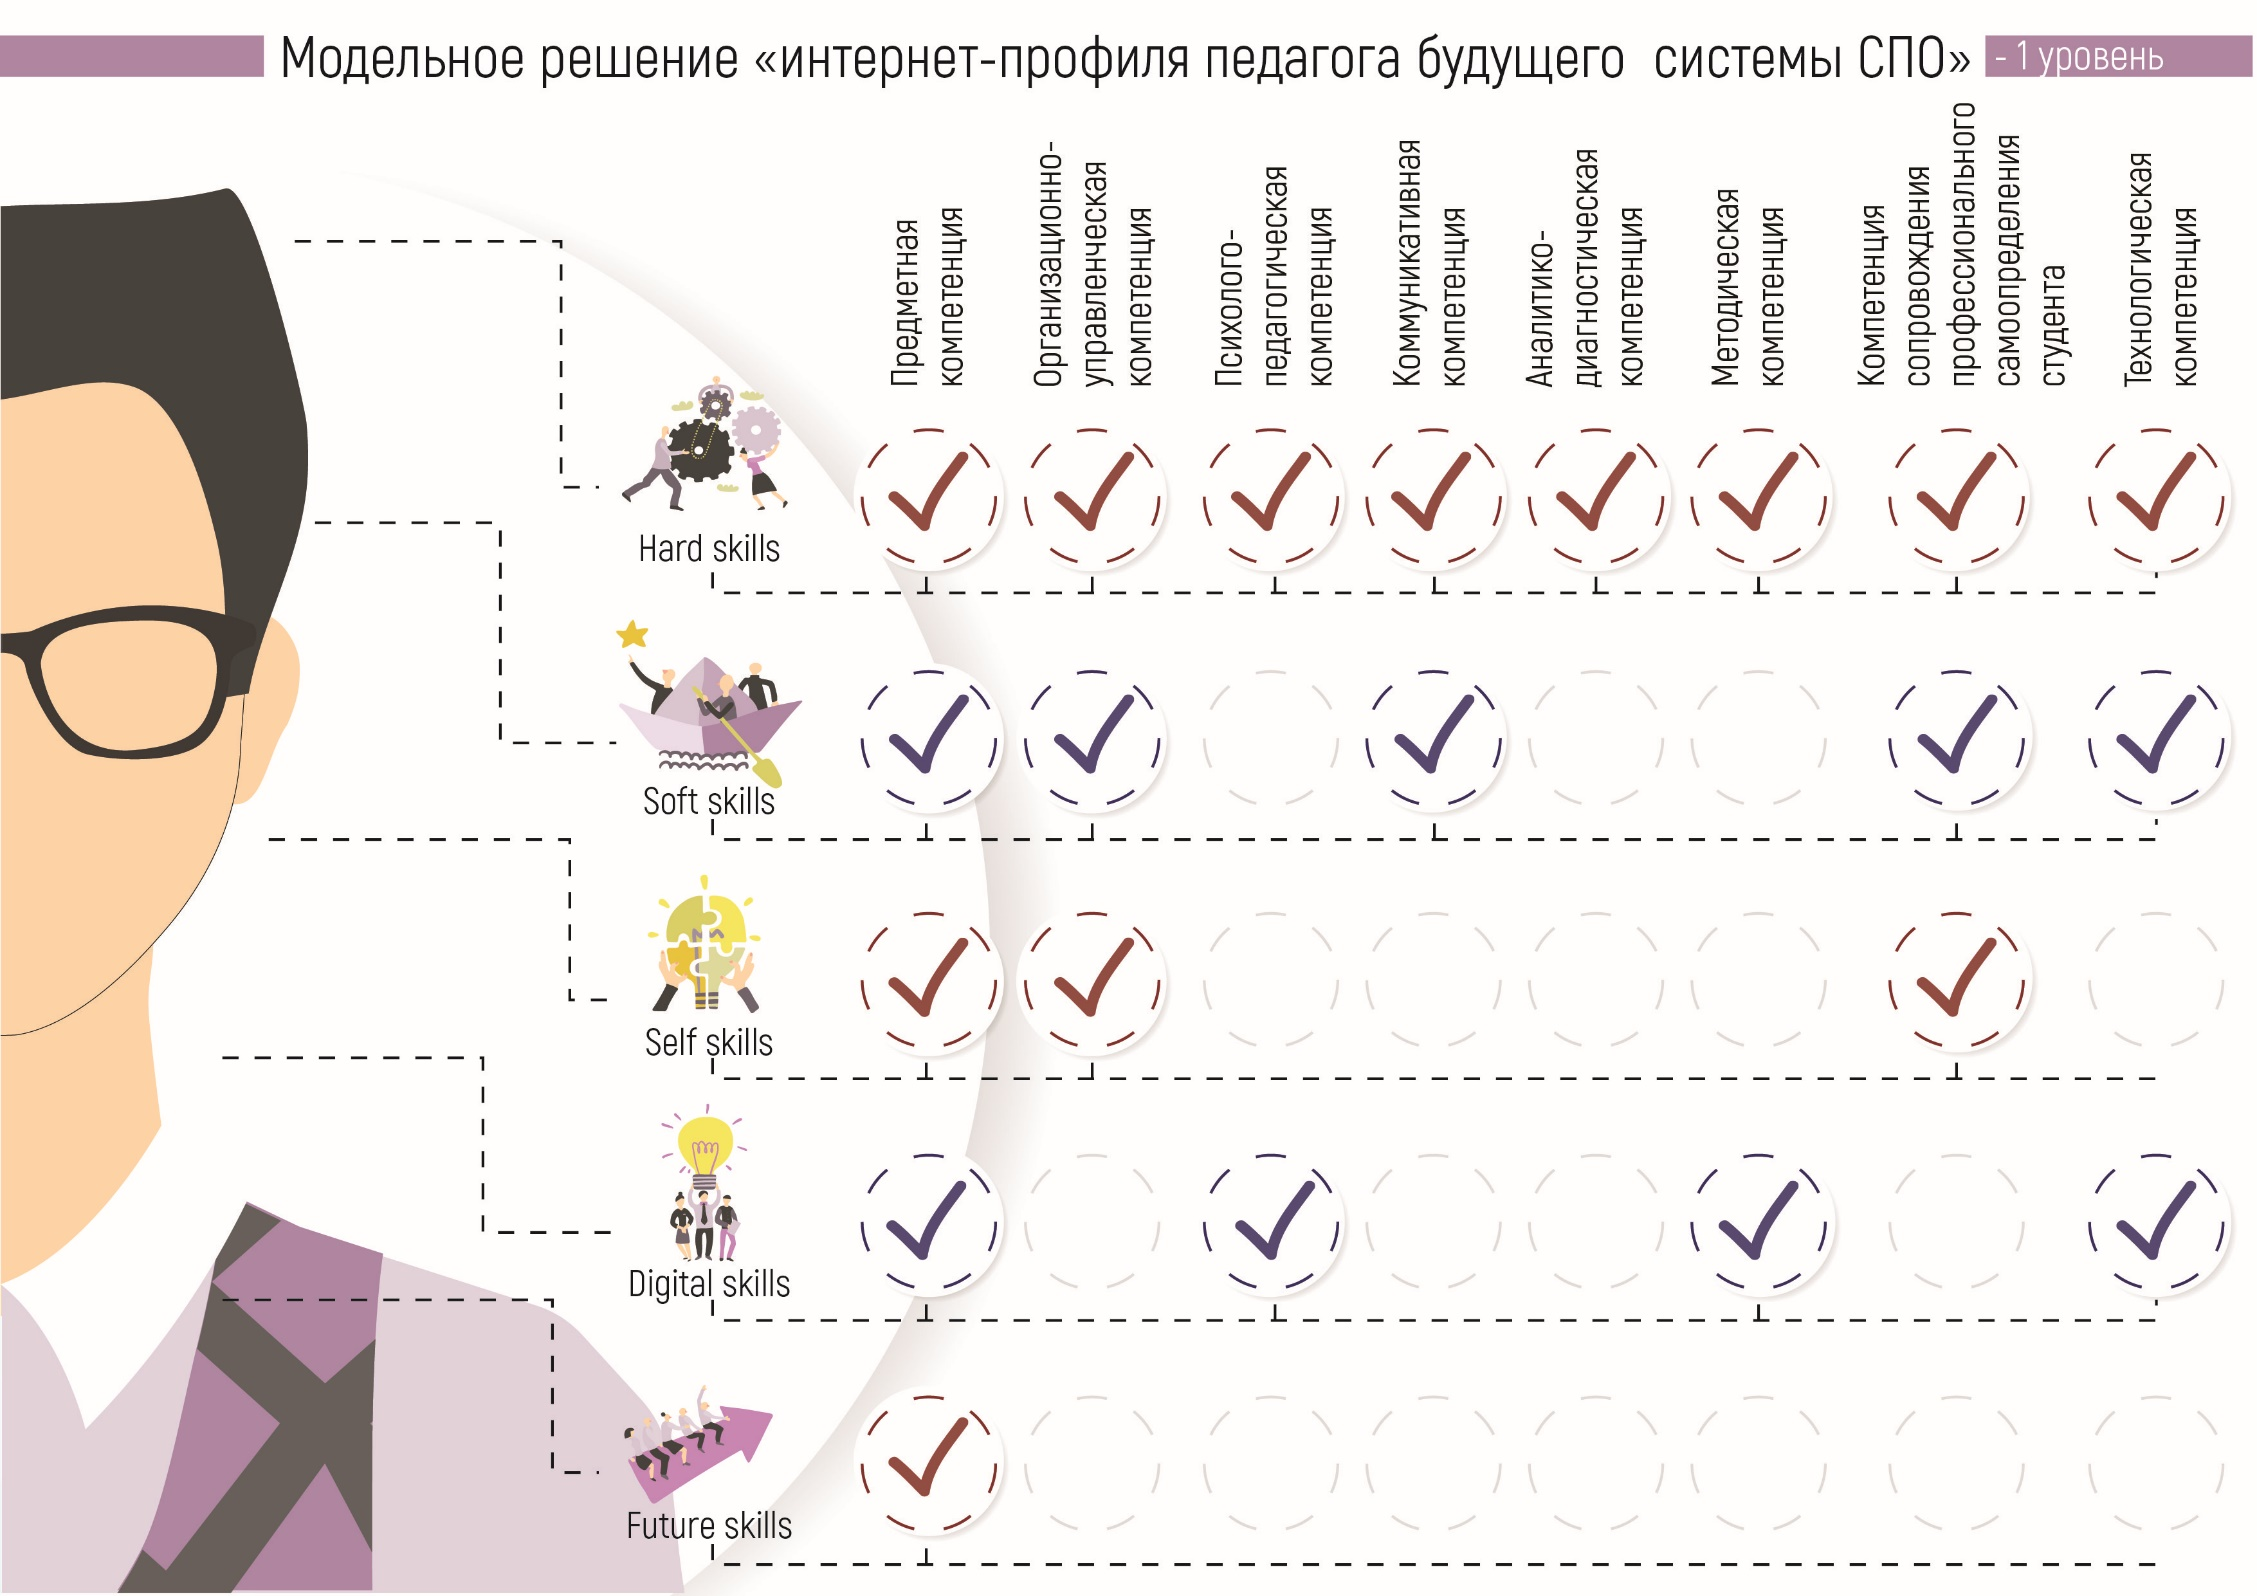 Модельное решение «интернет-профиля педагога будущего системы СПО» - 1 уровень
Предметная
компетенция
Организационно-
управленческая
компетенция
Психолого-
педагогическая
компетенция
Коммуникативная
компетенция
Аналитико-
диагностическая
компетенция
Методическая
компетенция
Компетенция
сопровождения
профессионального
самоопределения
студента
Технологическая
компетенция
Hard skills
Soft skills
Self skills
Digital skills
Future skills